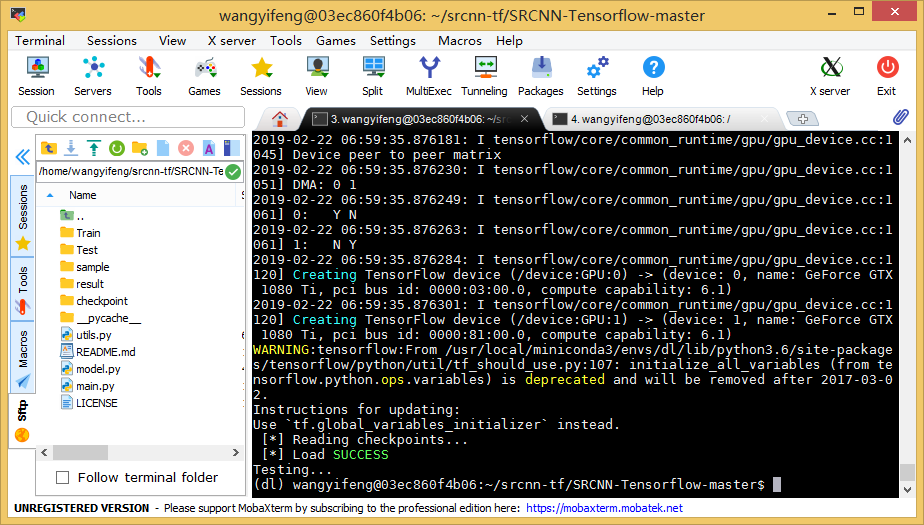 wangyifeng@03ec860f4b06: ~/srcnn-tf/SRCNN-Tensorflow-master
Terminal Sessions View X server Tools Games Settings Macros Help
Session Servers Tools Games Sessions View Split MultiExec Tunneling Packages Settings Help X server Exit
Quick connect...
3. wangyifeng@03ec860f4b06: ~/sr
4. wangyifeng@03ec860f4b06: /
/home/wangyifeng/srcnn-tf/SRCNN-Te
Name
..
Train
Test
sample
result
checkpoint
__pycache__
utils.py
README.md
model.py
main.py
LICENSE
Sessions
Tools
Macros
Sftp
Follow terminal folder
2019-02-22 06:59:35.876181: I tensorflow/core/common_runtime/gpu/gpu_device.cc:1
045] Device peer to peer matrix
2019-02-22 06:59:35.876230: I tensorflow/core/common_runtime/gpu/gpu_device.cc:1
051] DMA: 0 1
2019-02-22 06:59:35.876249: I tensorflow/core/common_runtime/gpu/gpu_device.cc:1
061] 0:   Y N
2019-02-22 06:59:35.876263: I tensorflow/core/common_runtime/gpu/gpu_device.cc:1
061] 1:   N Y
2019-02-22 06:59:35.876284: I tensorflow/core/common_runtime/gpu/gpu_device.cc:1
120] Creating TensorFlow device (/device:GPU:0) -> (device: 0, name: GeForce GTX
 1080 Ti, pci bus id: 0000:03:00.0, compute capability: 6.1)
2019-02-22 06:59:35.876301: I tensorflow/core/common_runtime/gpu/gpu_device.cc:1
120] Creating TensorFlow device (/device:GPU:1) -> (device: 1, name: GeForce GTX
 1080 Ti, pci bus id: 0000:81:00.0, compute capability: 6.1)
WARNING:tensorflow:From /usr/local/miniconda3/envs/dl/lib/python3.6/site-package
s/tensorflow/python/util/tf_should_use.py:107: initialize_all_variables (from te
nsorflow.python.ops.variables) is deprecated and will be removed after 2017-03-0
2.
Instructions for updating:
Use `tf.global_variables_initializer` instead.
 [*] Reading checkpoints...
 [*] Load SUCCESS
Testing...
(dl) wangyifeng@03ec860f4b06:~/srcnn-tf/SRCNN-Tensorflow-master$
UNREGISTERED VERSION - Please support MobaXterm by subscribing to the professional edition here: https://mobaxterm.mobatek.net